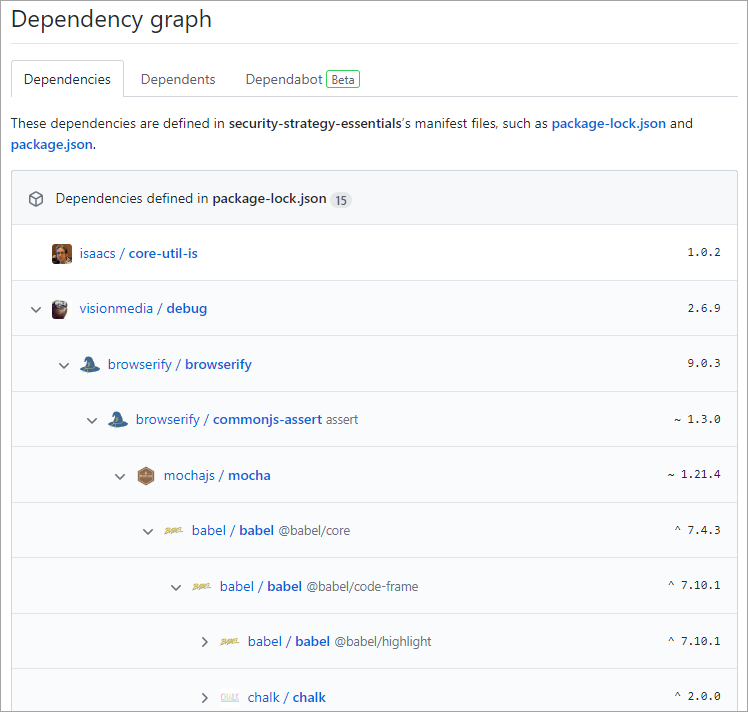 Dependency graph
Dependencies Dependents Dependabot Beta
These dependencies are defined in security-strategy-essentials's manifest files, such as package-lock.json and
package.json.
Dependencies defined in package-lock.json 15
isaacs / core-util-is 1.0.2
visionmedia / debug 2.6.9
browserify / browserify 9.0.3
browserify / commonjs-assert assert ~ 1.3.0
mochajs / mocha ~ 1.21.4
BABEL babel / babel @babel/core ^ 7.4.3
BABEL babel / babel @babel/code-frame ^ 7.10.1
BABEL babel / babel @babel/highlight ^ 7.10.1
chalk / chalk ^ 2.0.0